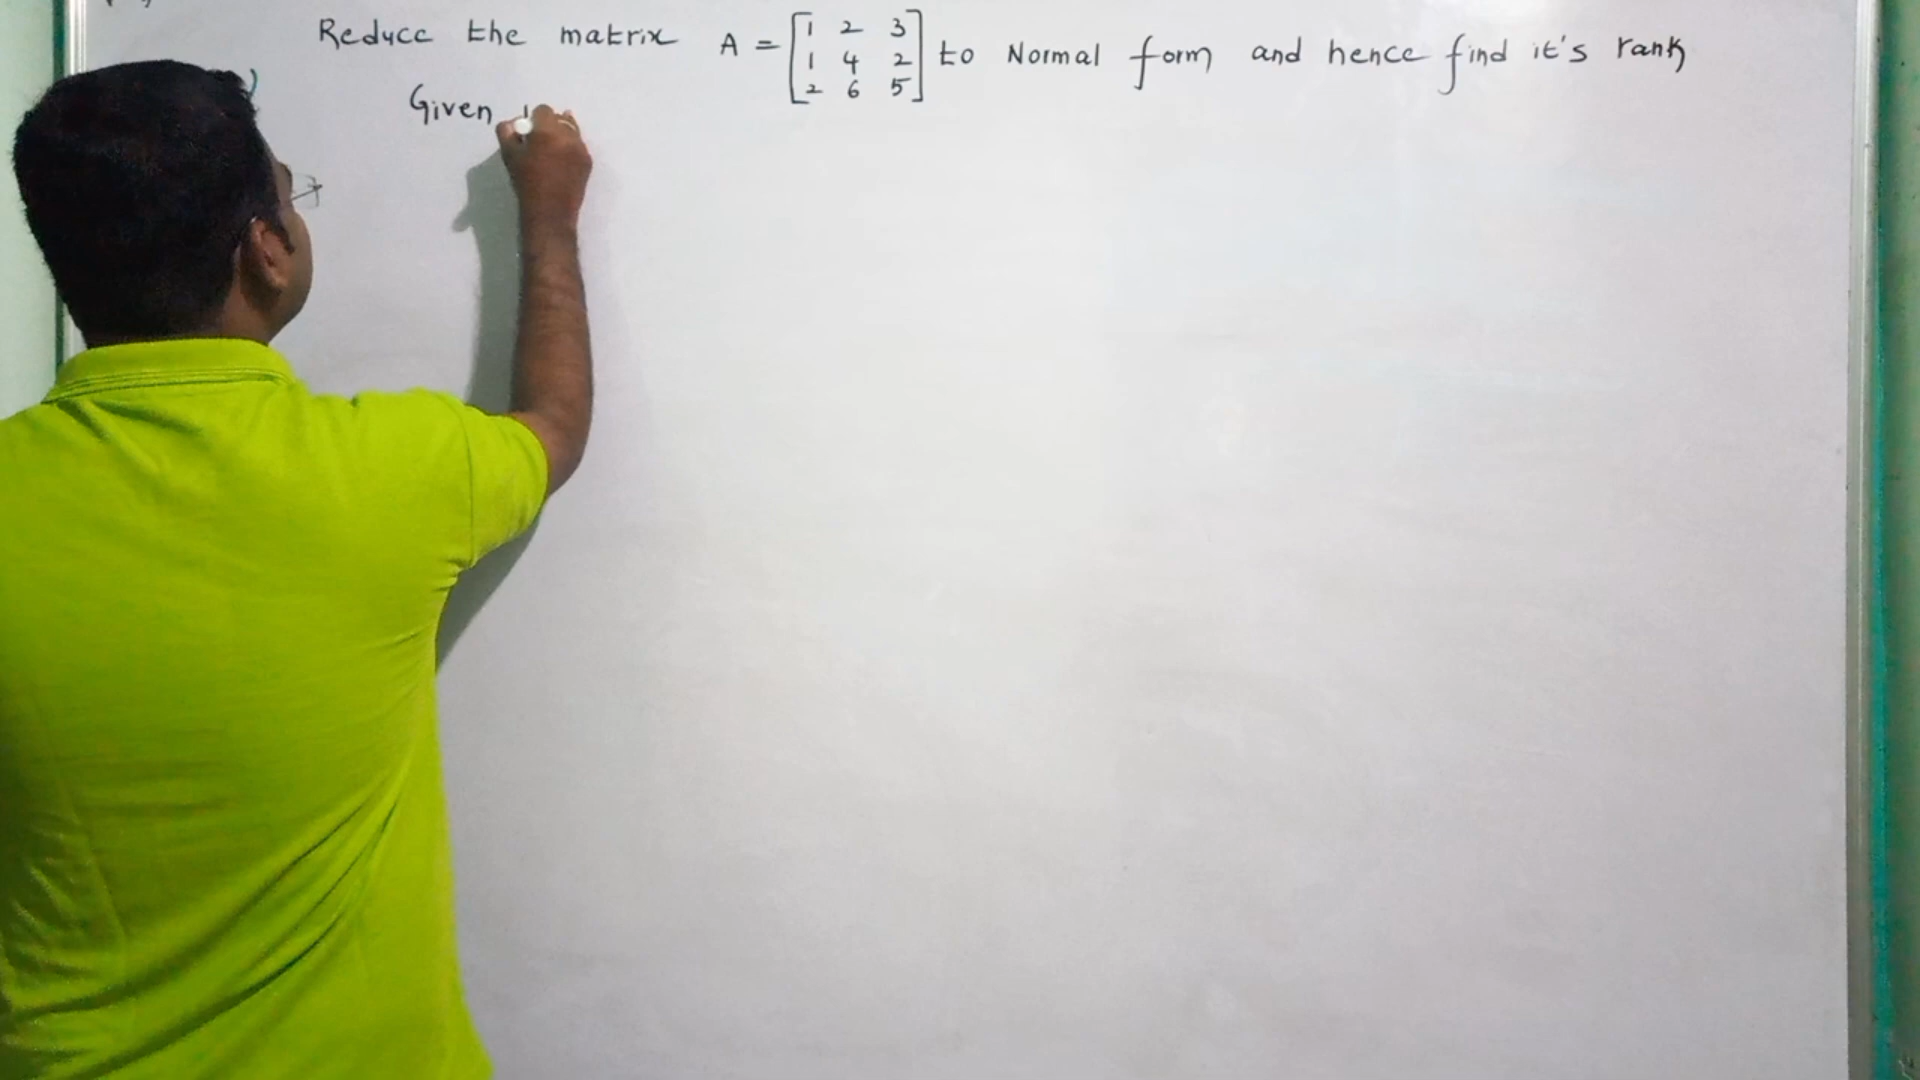 Reduce the matrix A = [1 2 3
1 4 2
2 6 5] to Normal form and hence find it's rank
Given